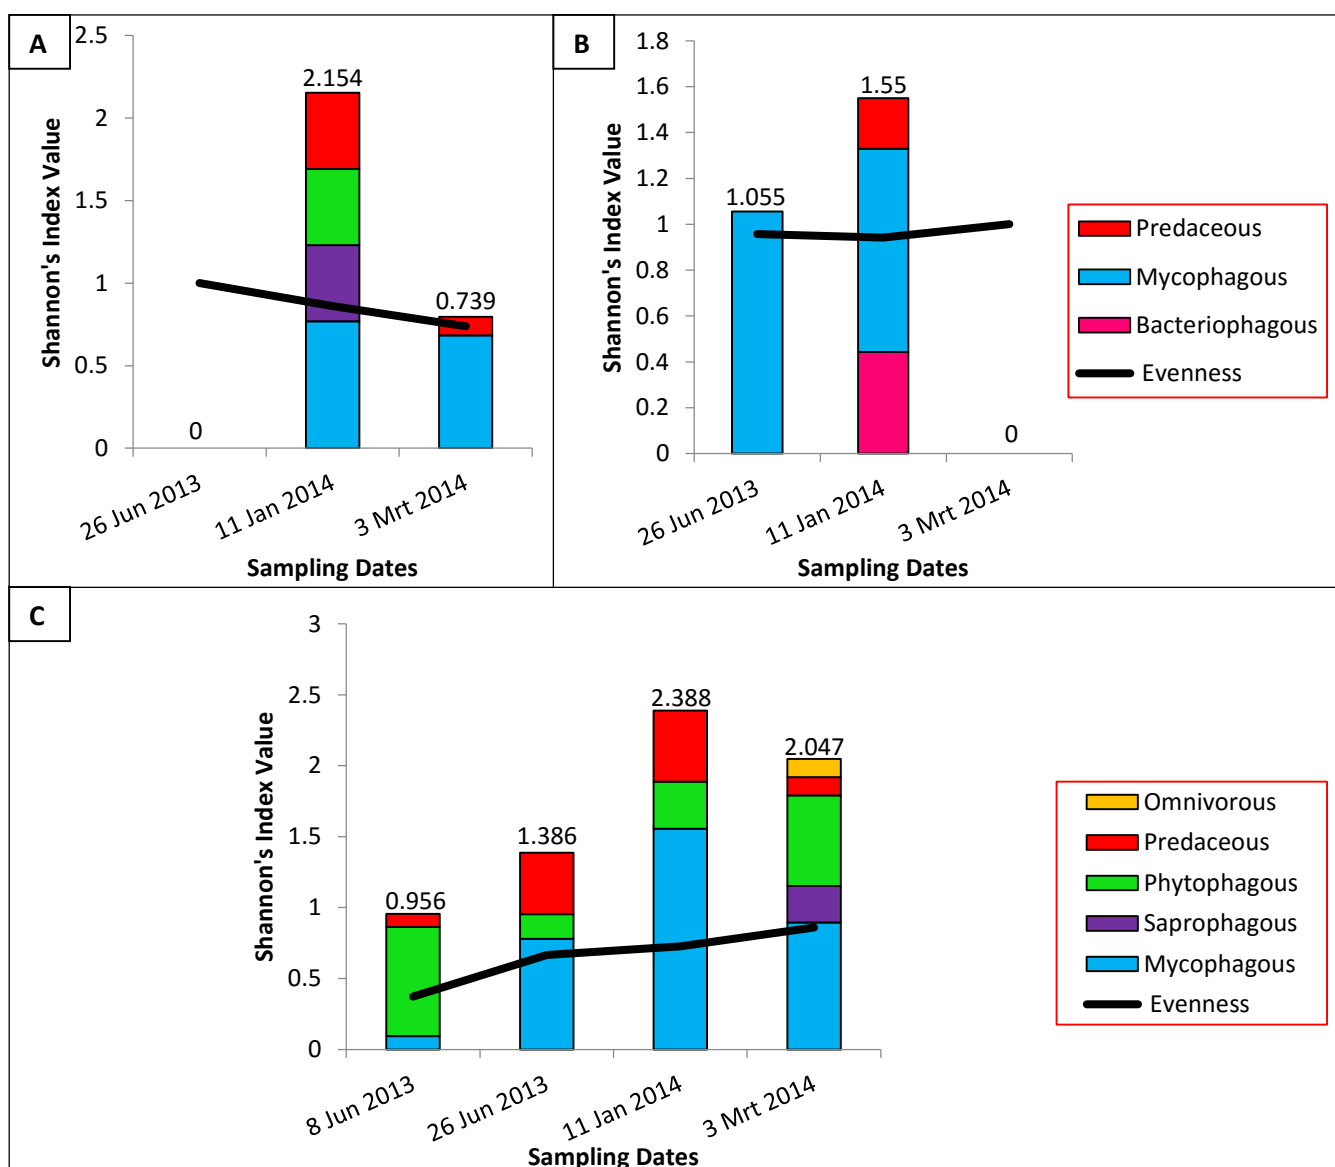 A
Shannon's Index Value
2.5
2
1.5
1
0.5
0
0
2.154
0.739
26 Jun 2013
11 Jan 2014
3 Mrt 2014
Sampling Dates
B
Shannon's Index Value
1.8
1.6
1.4
1.2
1
0.8
0.6
0.4
0.2
0
1.055
1.55
0
26 Jun 2013
11 Jan 2014
3 Mrt 2014
Sampling Dates
Predaceous
Mycophagous
Bacteriophagous
Evenness
C
Shannon's Index Value
3
2.5
2
1.5
1
0.5
0
0.956
1.386
2.388
2.047
8 Jun 2013
26 Jun 2013
11 Jan 2014
3 Mrt 2014
Sampling Dates
Omnivorous
Predaceous
Phytophagous
Saprophagous
Mycophagous
Evenness